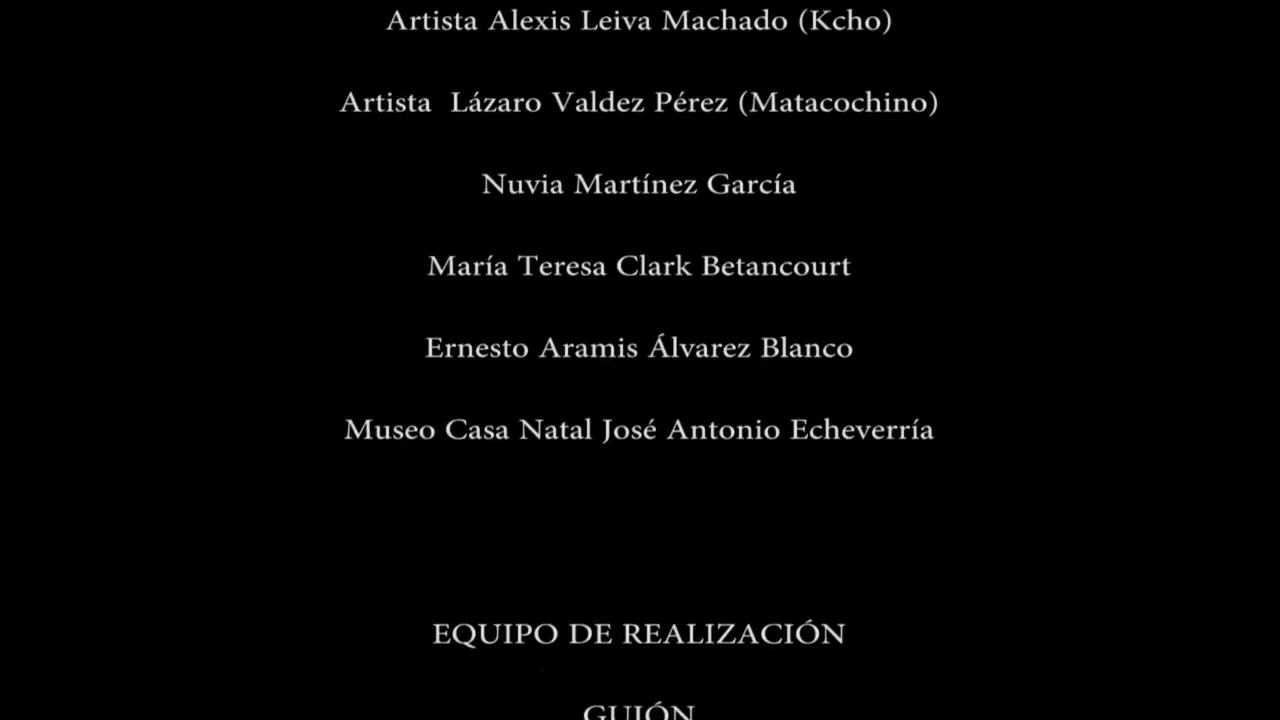 Artista Alexis Leiva Machado (Kcho)
Artista Lázaro Valdez Pérez (Matacochino)
Nuvia Martínez García
María Teresa Clark Betancourt
Ernesto Aramis Álvarez Blanco
Museo Casa Natal José Antonio Echeverría
EQUIPO DE REALIZACIÓN
GUIÓN